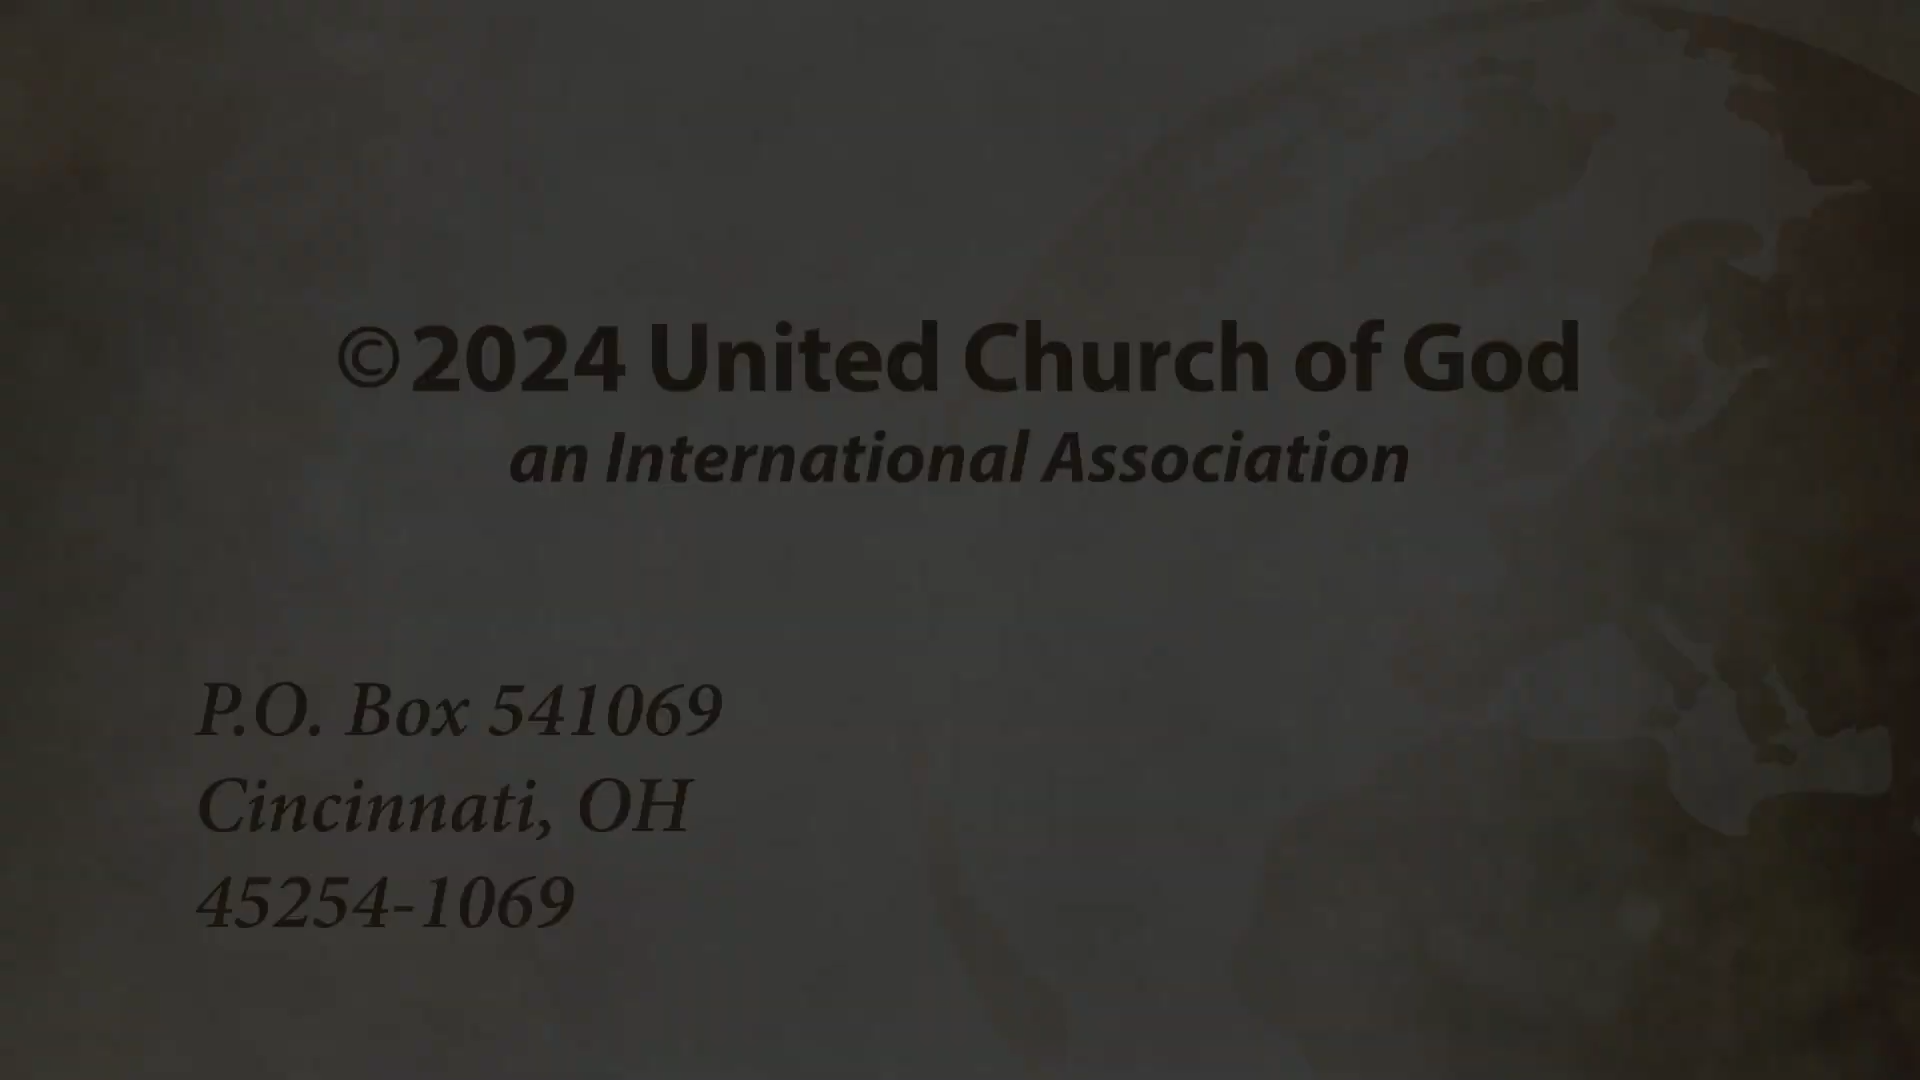 ©2024 United Church of God
an International Association
P.O. Box 541069
Cincinnati, OH
45254-1069